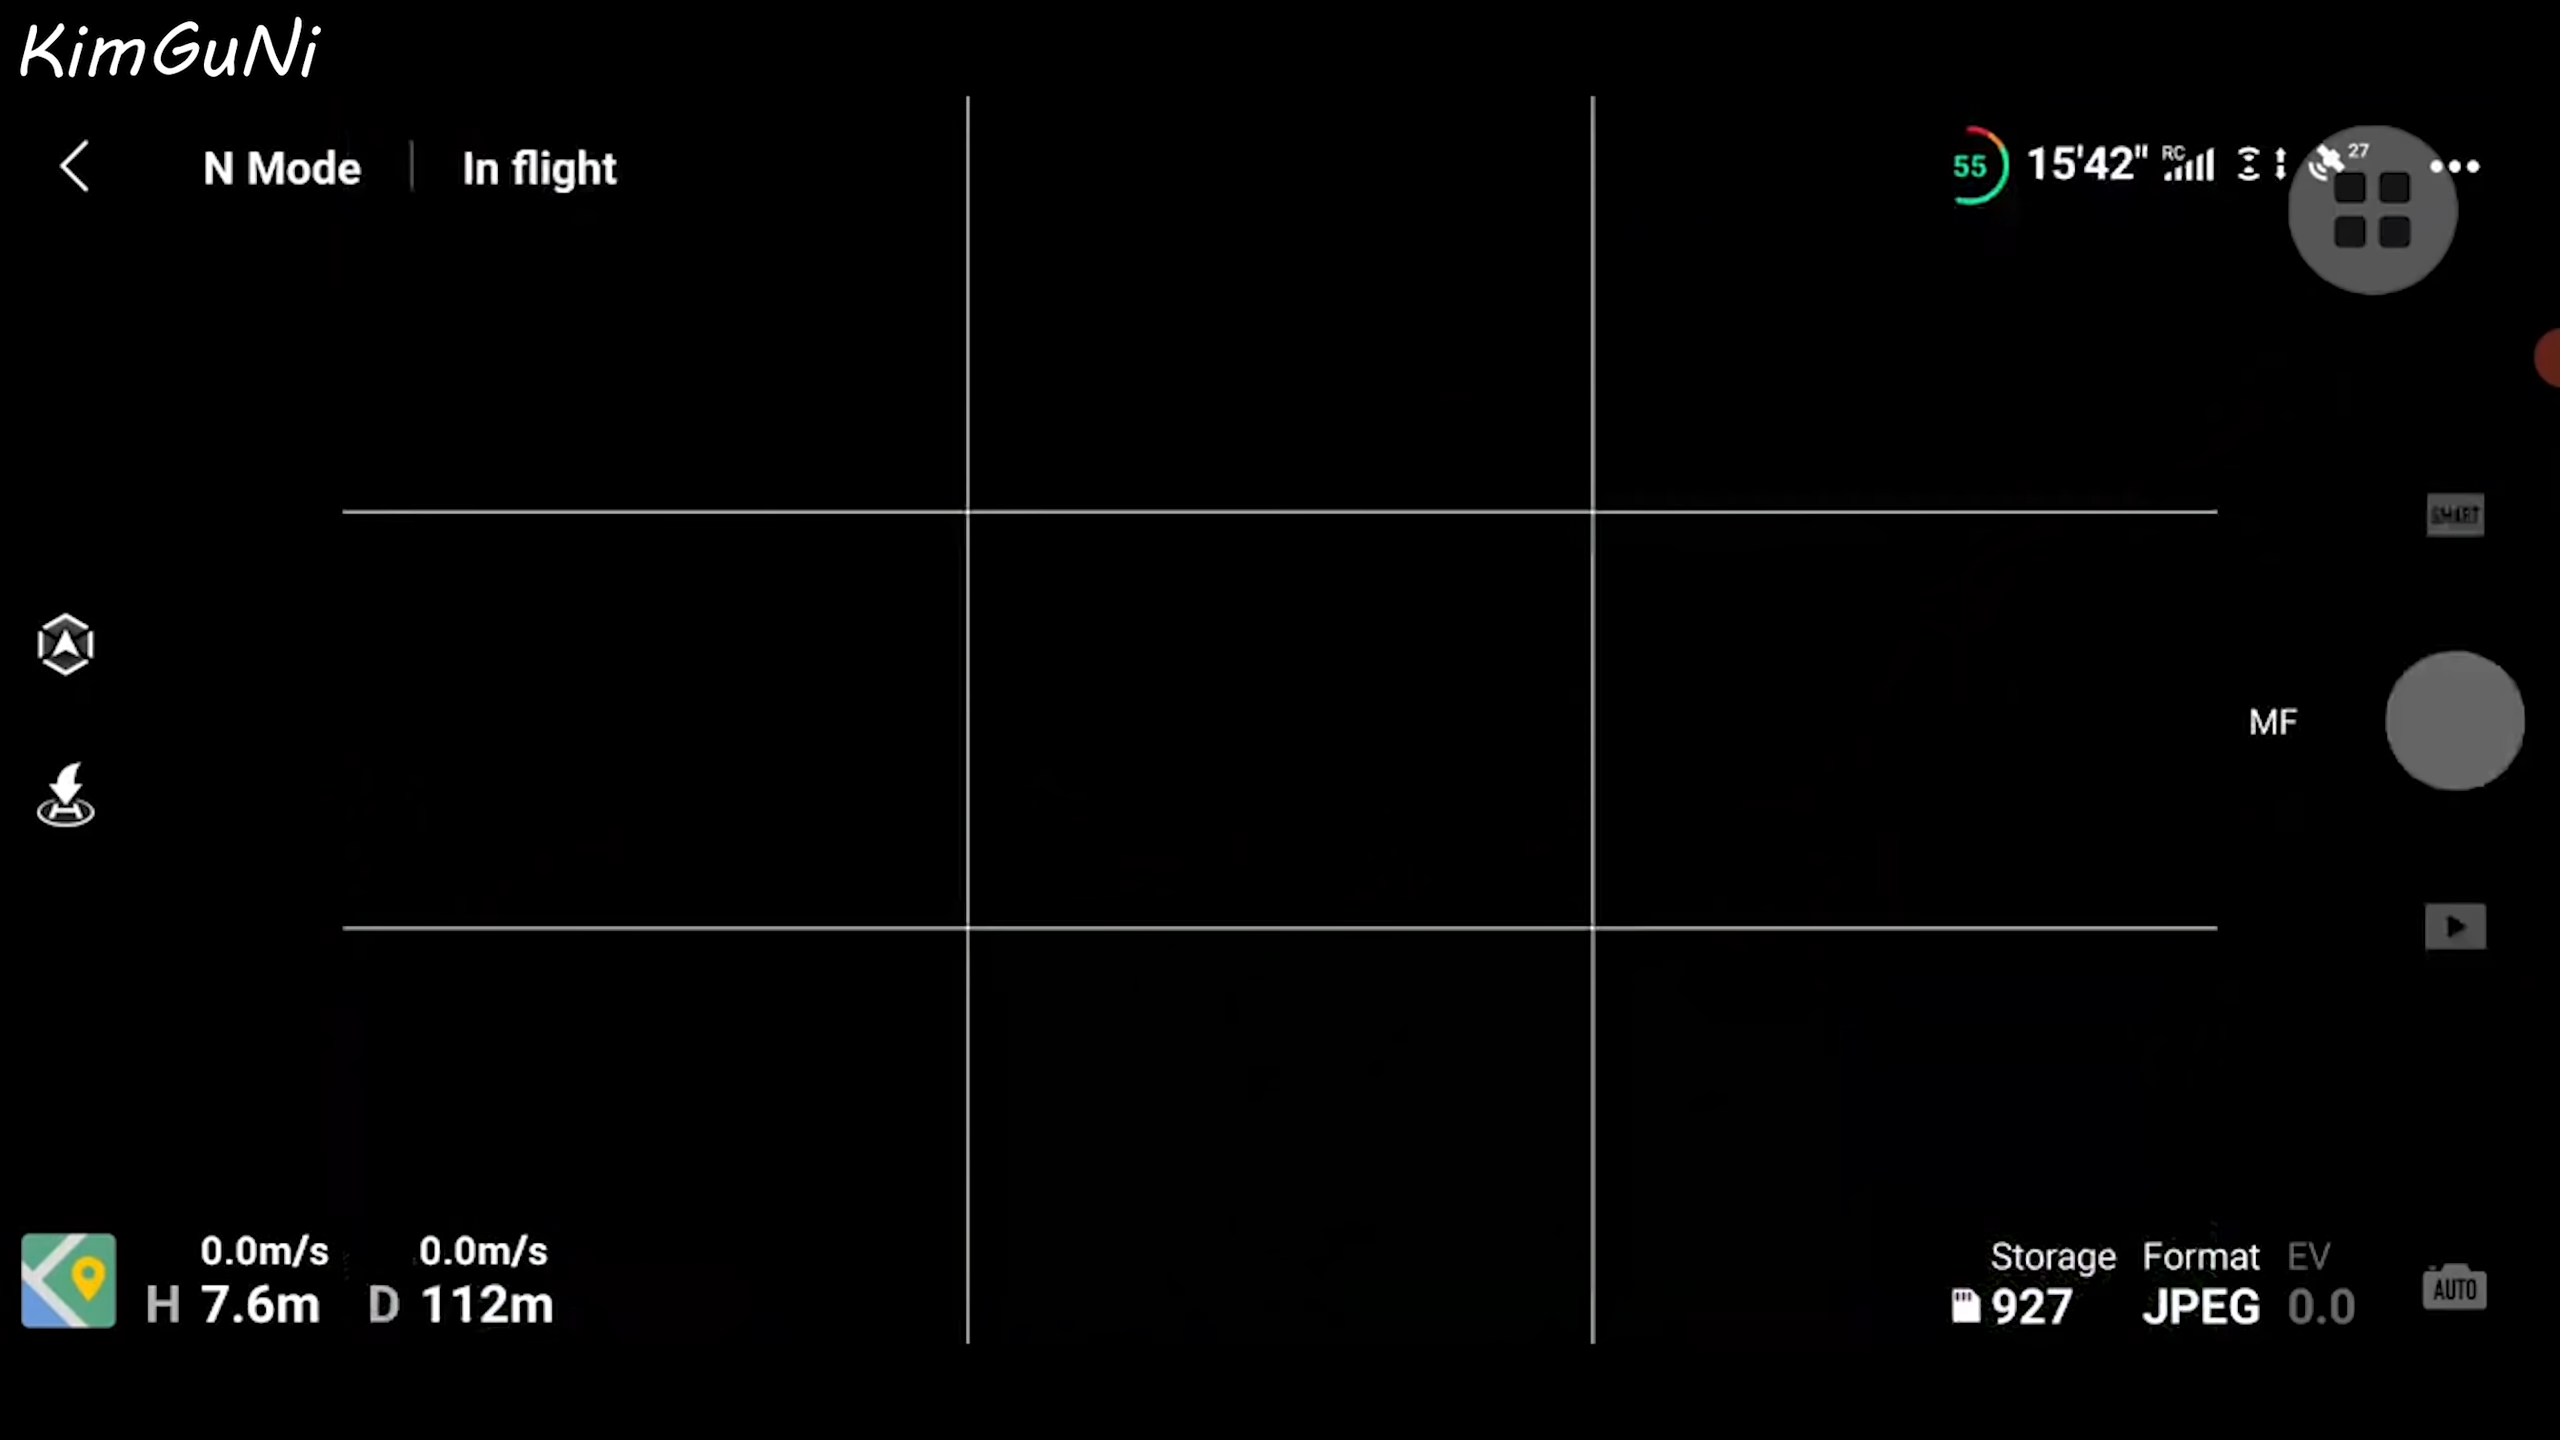 KimGuNi
N Mode | In flight
55 15'42" RC 27
SMART
MF
0.0m/s 0.0m/s
H 7.6m D 112m
Storage Format EV
927 JPEG 0.0
AUTO